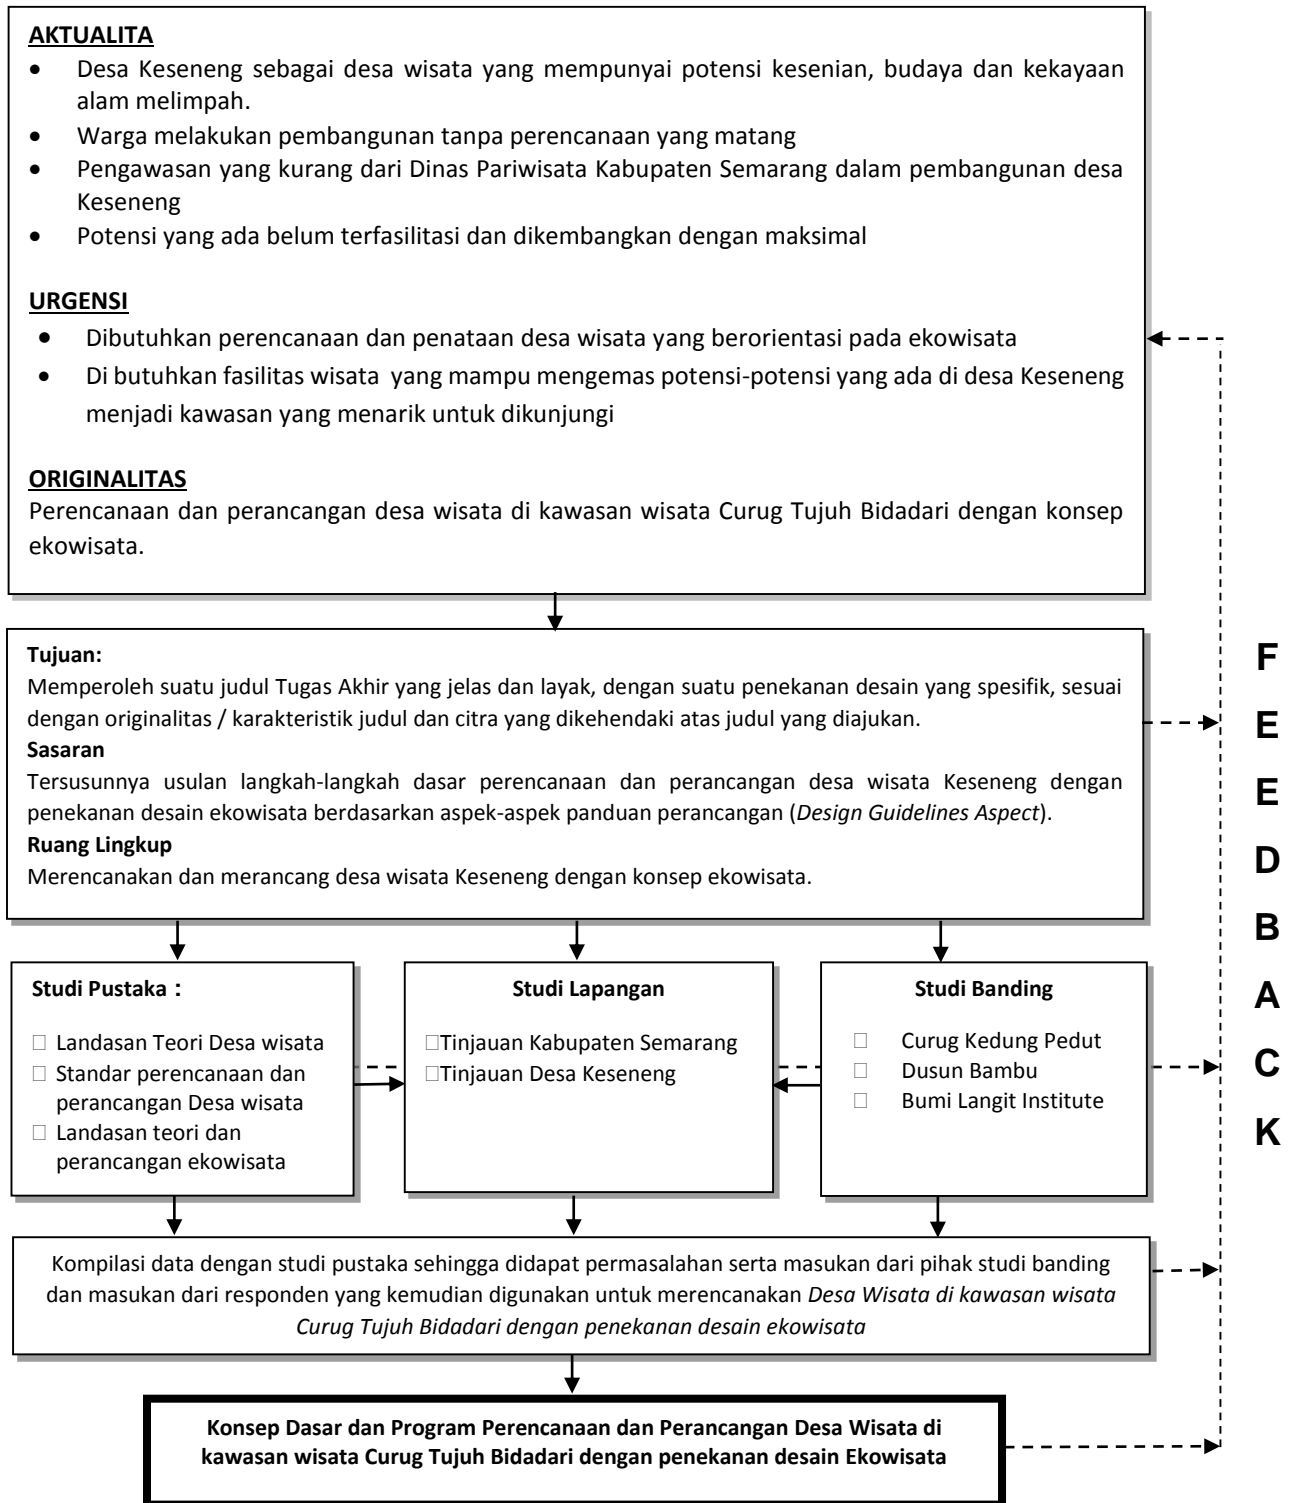 AKTUALITA
• Desa Keseneng sebagai desa wisata yang mempunyai potensi kesenian, budaya dan kekayaan
alam melimpah.
• Warga melakukan pembangunan tanpa perencanaan yang matang
• Pengawasan yang kurang dari Dinas Pariwisata Kabupaten Semarang dalam pembangunan desa
Keseneng
• Potensi yang ada belum terfasilitasi dan dikembangkan dengan maksimal
URGENSI
• Dibutuhkan perencanaan dan penataan desa wisata yang berorientasi pada ekowisata
• Di butuhkan fasilitas wisata yang mampu mengemas potensi-potensi yang ada di desa Keseneng
menjadi kawasan yang menarik untuk dikunjungi
ORIGINALITAS
Perencanaan dan perancangan desa wisata di kawasan wisata Curug Tujuh Bidadari dengan konsep
ekowisata.
Tujuan:
Memperoleh suatu judul Tugas Akhir yang jelas dan layak, dengan suatu penekanan desain yang spesifik, sesuai
dengan originalitas / karakteristik judul dan citra yang dikehendaki atas judul yang diajukan.
Sasaran
Tersusunnya usulan langkah-langkah dasar perencanaan dan perancangan desa wisata Keseneng dengan
penekanan desain ekowisata berdasarkan aspek-aspek panduan perancangan (Design Guidelines Aspect).
Ruang Lingkup
Merencanakan dan merancang desa wisata Keseneng dengan konsep ekowisata.
Studi Pustaka :
Landasan Teori Desa wisata
Standar perencanaan dan
perancangan Desa wisata
Landasan teori dan
perancangan ekowisata
Studi Lapangan
Tinjauan Kabupaten Semarang
Tinjauan Desa Keseneng
Studi Banding
Curug Kedung Pedut
Dusun Bambu
Bumi Langit Institute
Kompilasi data dengan studi pustaka sehingga didapat permasalahan serta masukan dari pihak studi banding
dan masukan dari responden yang kemudian digunakan untuk merencanakan Desa Wisata di kawasan wisata
Curug Tujuh Bidadari dengan penekanan desain ekowisata
Konsep Dasar dan Program Perencanaan dan Perancangan Desa Wisata di
kawasan wisata Curug Tujuh Bidadari dengan penekanan desain Ekowisata
F
E
E
D
B
A
C
K